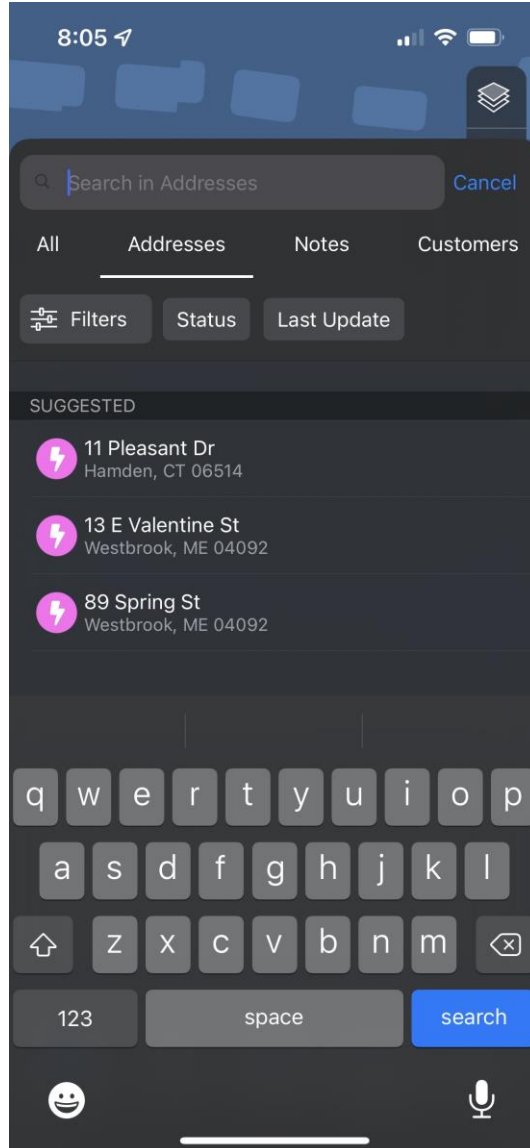 8:05
Search in Addresses
Cancel
All Addresses Notes Customers
Filters Status Last Update
SUGGESTED
11 Pleasant Dr
Hamden, CT 06514
13 E Valentine St
Westbrook, ME 04092
89 Spring St
Westbrook, ME 04092
q w e r t y u i o p
a s d f g h j k l
z x c v b n m
123 space search